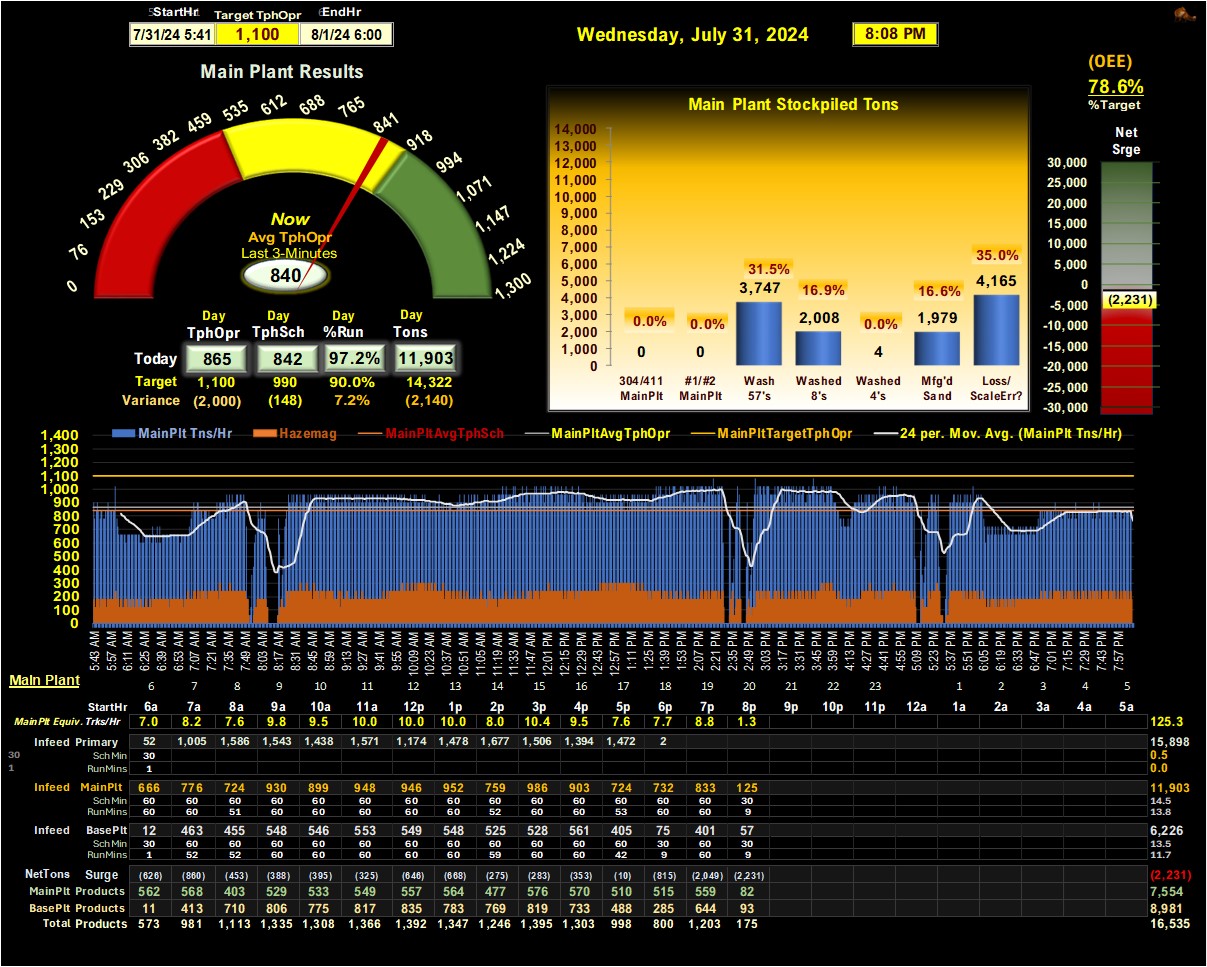 StartHr Target TphOpr EndHr
7/31/24 5:41 1,100 8/1/24 6:00
Wednesday, July 31, 2024 8:08 PM
Main Plant Results
0 76 153 229 306 382 459 535 612 688 765 841 918 994 1,071 1,147 1,224 1,300
Now
Avg TphOpr
Last 3-Minutes
840
Day Day Day Day
TphOpr TphSch %Run Tons
Today 865 842 97.2% 11,903
Target 1,100 990 90.0% 14,322
Variance (2,000) (148) 7.2% (2,140)
Main Plant Stockpiled Tons
14,000
13,000
12,000
11,000
10,000
9,000
8,000
7,000
6,000
5,000
4,000
3,000
2,000
1,000
0
0.0% 0.0% 31.5% 16.9% 0.0% 16.6% 35.0%
0 0 3,747 2,008 4 1,979 4,165
304/411 #1/#2 Wash Washed Washed Mfg'd Loss/
MainPlt MainPlt 57's 8's 4's Sand ScaleErr?
(OEE)
78.6%
%Target
Net
Srge
30,000
25,000
20,000
15,000
10,000
5,000
0
-5,000
-10,000
-15,000
-20,000
-25,000
-30,000
(2,231)
MainPlt Tns/Hr Hazemag MainPltAvgTphSch MainPltAvgTphOpr MainPltTargetTphOpr 24 per. Mov. Avg. (MainPlt Tns/Hr)
1,400
1,300
1,200
1,100
1,000
900
800
700
600
500
400
300
200
100
0
5:43 AM 5:57 AM 6:11 AM 6:25 AM 6:39 AM 6:53 AM 7:07 AM 7:21 AM 7:35 AM 7:49 AM 8:03 AM 8:17 AM 8:31 AM 8:45 AM 8:59 AM 9:13 AM 9:27 AM 9:41 AM 9:55 AM 10:09 AM 10:23 AM 10:37 AM 10:51 AM 11:05 AM 11:19 AM 11:33 AM 11:47 AM 12:01 PM 12:15 PM 12:29 PM 12:43 PM 12:57 PM 1:11 PM 1:25 PM 1:39 PM 1:53 PM 2:07 PM 2:21 PM 2:35 PM 2:49 PM 3:03 PM 3:17 PM 3:31 PM 3:45 PM 3:59 PM 4:13 PM 4:27 PM 4:41 PM 4:55 PM 5:09 PM 5:23 PM 5:37 PM 5:51 PM 6:05 PM 6:19 PM 6:33 PM 6:47 PM 7:01 PM 7:15 PM 7:29 PM 7:43 PM 7:57 PM
Main Plant
6 7 8 9 10 11 12 13 14 15 16 17 18 19 20 21 22 23 1 2 3 4 5
StartHr 6a 7a 8a 9a 10a 11a 12p 1p 2p 3p 4p 5p 6p 7p 8p 9p 10p 11p 12a 1a 2a 3a 4a 5a
MainPlt Equiv. Trks/Hr 7.0 8.2 7.6 9.8 9.5 10.0 10.0 10.0 8.0 10.4 9.5 7.6 7.7 8.8 1.3 125.3
Infeed Primary 52 1,005 1,586 1,543 1,438 1,571 1,174 1,478 1,677 1,506 1,394 1,472 2 15,898
30 Sch Min 30 0.5
1 RunMins 1 0.0
Infeed MainPlt 666 776 724 930 899 948 946 952 759 986 903 724 732 833 125 11,903
Sch Min 60 60 60 60 60 60 60 60 60 60 60 60 60 60 30 14.5
RunMins 60 60 51 60 60 60 60 60 52 60 60 53 60 60 9 13.8
Infeed BasePlt 12 463 455 548 546 553 549 548 525 528 561 405 75 401 57 6,226
Sch Min 30 60 60 60 60 60 60 60 60 60 60 60 30 60 30 13.5
RunMins 1 52 52 60 60 60 60 60 59 60 60 42 9 60 9 11.7
NetTons Surge (626) (860) (453) (388) (395) (325) (646) (668) (275) (283) (353) (10) (815) (2,049) (2,231) (2,231)
MainPlt Products 562 568 403 529 533 549 557 564 477 576 570 510 515 559 82 7,554
BasePlt Products 11 413 710 806 775 817 835 783 769 819 733 488 285 644 93 8,981
Total Products 573 981 1,113 1,335 1,308 1,366 1,392 1,347 1,246 1,395 1,303 998 800 1,203 175 16,535